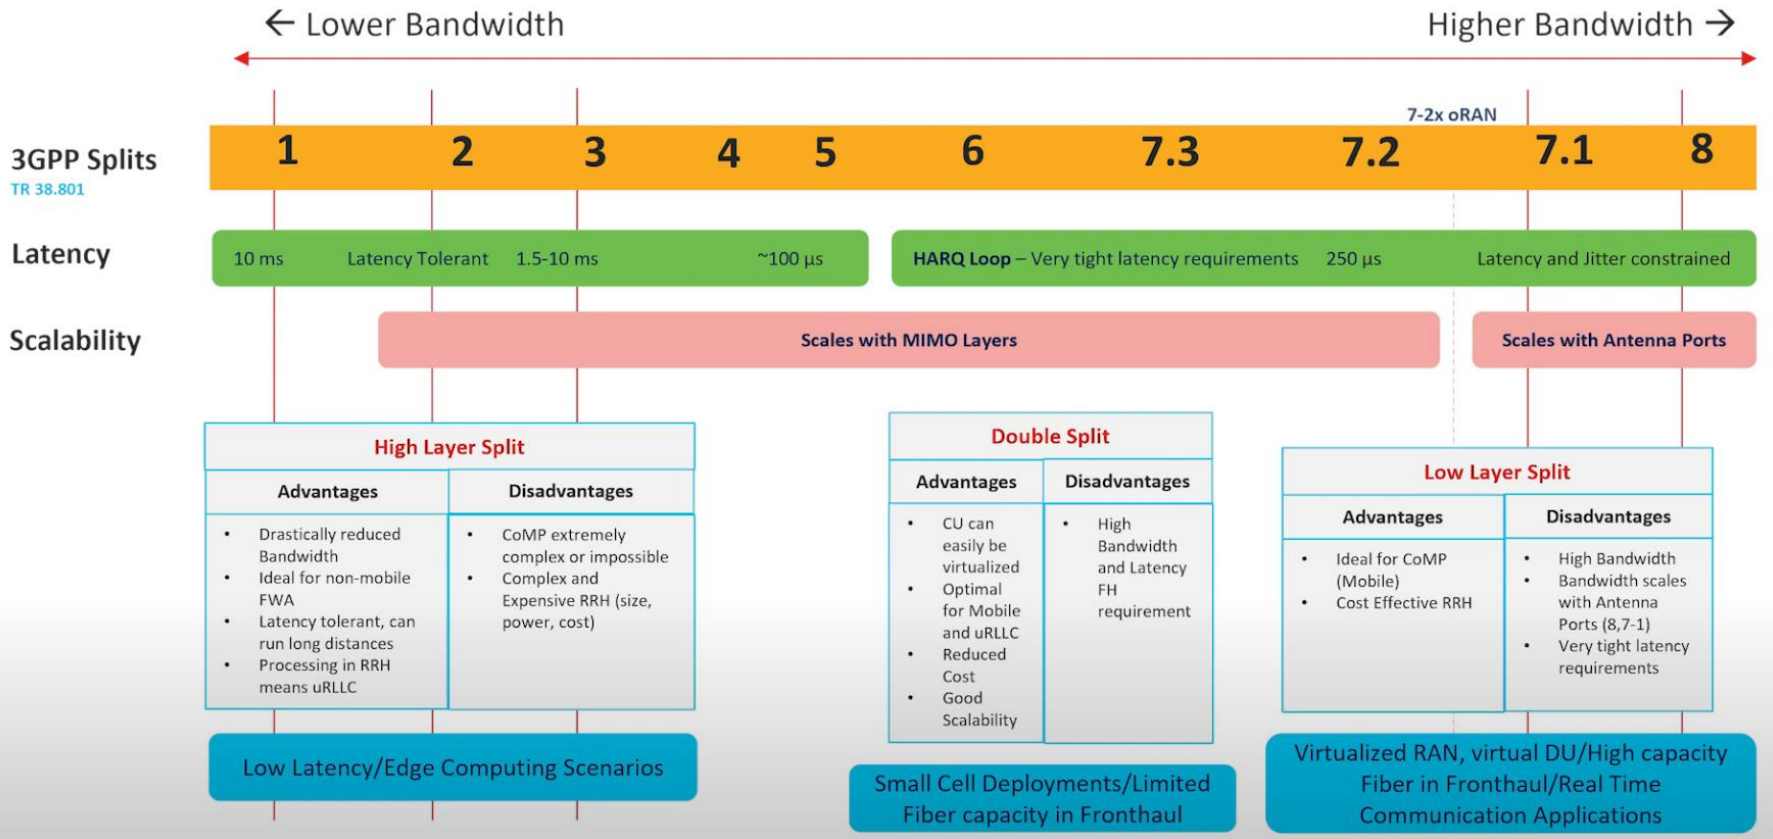 ← Lower Bandwidth
Higher Bandwidth →
7-2x oRAN
3GPP Splits
TR 38.801
1 2 3 4 5 6 7.3 7.2 7.1 8
Latency
10 ms Latency Tolerant 1.5-10 ms ~100 µs
HARQ Loop – Very tight latency requirements 250 µs Latency and Jitter constrained
Scalability
Scales with MIMO Layers
Scales with Antenna Ports
High Layer Split
Advantages
• Drastically reduced
Bandwidth
• Ideal for non-mobile
FWA
• Latency tolerant, can
run long distances
• Processing in RRH
means uRLLC
Disadvantages
• CoMP extremely
complex or impossible
• Complex and
Expensive RRH (size,
power, cost)
Low Latency/Edge Computing Scenarios
Double Split
Advantages
• CU can
easily be
virtualized
• Optimal
for Mobile
and uRLLC
• Reduced
Cost
• Good
Scalability
Disadvantages
• High
Bandwidth
and Latency
FH
requirement
Small Cell Deployments/Limited
Fiber capacity in Fronthaul
Low Layer Split
Advantages
• Ideal for CoMP
(Mobile)
• Cost Effective RRH
Disadvantages
• High Bandwidth
• Bandwidth scales
with Antenna
Ports (8,7-1)
• Very tight latency
requirements
Virtualized RAN, virtual DU/High capacity
Fiber in Fronthaul/Real Time
Communication Applications